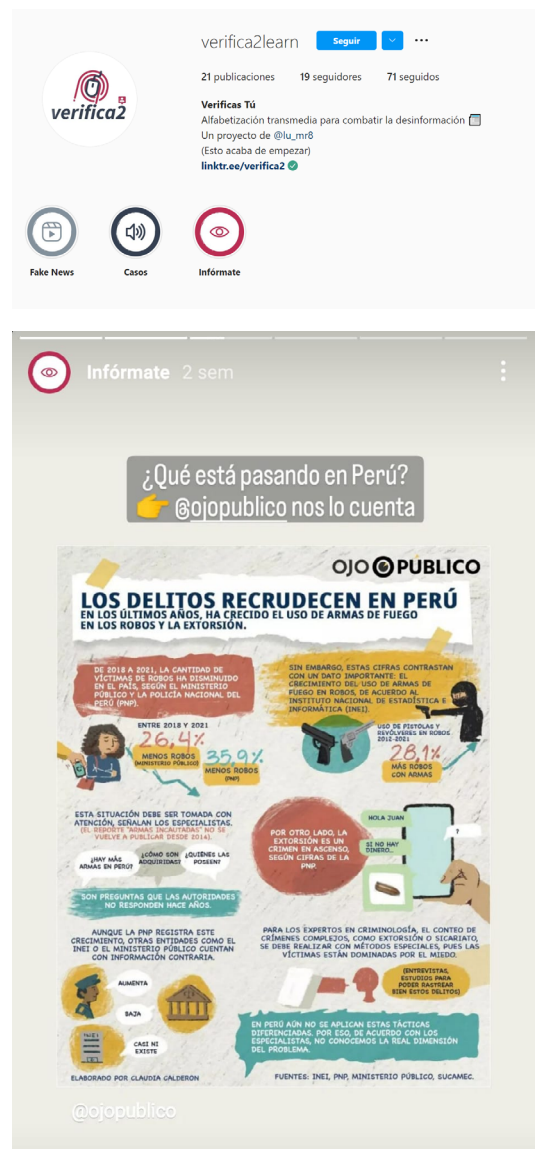 verifica2learn
Seguir
21 publicaciones 19 seguidores 71 seguidos
verifica2
Verificas Tú
Alfabetización transmedia para combatir la desinformación
Un proyecto de @lu_mr8
(Esto acaba de empezar)
linktr.ee/verifica2
Fake News
Casos
Infórmate
Infórmate 2 sem
¿Qué está pasando en Perú?
@ojopublico nos lo cuenta
OJO PÚBLICO
LOS DELITOS RECRUDECEN EN PERÚ
EN LOS ÚLTIMOS AÑOS, HA CRECIDO EL USO DE ARMAS DE FUEGO
EN LOS ROBOS Y LA EXTORSIÓN.
DE 2018 A 2021, LA CANTIDAD DE
VÍCTIMAS DE ROBOS HA DISMINUIDO
EN EL PAÍS, SEGÚN EL MINISTERIO
PÚBLICO Y LA POLICÍA NACIONAL DEL
PERÚ (PNP).
SIN EMBARGO, ESTAS CIFRAS CONTRASTAN
CON UN DATO IMPORTANTE: EL
CRECIMIENTO DEL USO DE ARMAS DE
FUEGO EN ROBOS, DE ACUERDO AL
INSTITUTO NACIONAL DE ESTADÍSTICA E
INFORMÁTICA (INEI).
ENTRE 2018 Y 2021
26.4%
MENOS ROBOS
(MINISTERIO PÚBLICO)
35.9%
MENOS ROBOS
(PNP)
USO DE PISTOLAS Y
REVÓLVERES EN ROBOS
2012-2021
28,1%
MÁS ROBOS
CON ARMAS
ESTA SITUACIÓN DEBE SER TOMADA CON
ATENCIÓN, SEÑALAN LOS ESPECIALISTAS.
(EL REPORTE "ARMAS INCAUTADAS" NO SE
VUELVE A PUBLICAR DESDE 2014).
¿HAY MÁS
ARMAS EN PERÚ?
¿CÓMO SON
ADQUIRIDAS?
¿QUIÉNES LAS
POSEEN?
SON PREGUNTAS QUE LAS AUTORIDADES
NO RESPONDEN HACE AÑOS.
POR OTRO LADO, LA
EXTORSIÓN ES UN
CRIMEN EN ASCENSO,
SEGÚN CIFRAS DE LA
PNP.
HOLA JUAN
?
SI NO HAY
DINERO...
AUNQUE LA PNP REGISTRA ESTE
CRECIMIENTO, OTRAS ENTIDADES COMO EL
INEI O EL MINISTERIO PÚBLICO CUENTAN
CON INFORMACIÓN CONTRARIA.
AUMENTA
BAJA
CASI NI
EXISTE
PARA LOS EXPERTOS EN CRIMINOLOGÍA, EL CONTEO DE
CRÍMENES COMPLEJOS, COMO EXTORSIÓN O SICARIATO,
SE DEBE REALIZAR CON MÉTODOS ESPECIALES, PUES LAS
VÍCTIMAS ESTÁN DOMINADAS POR EL MIEDO.
(ENTREVISTAS,
ESTUDIOS PARA
PODER RASTREAR
BIEN ESTOS DELITOS)
EN PERÚ AÚN NO SE APLICAN ESTAS TÁCTICAS
DIFERENCIADAS. POR ESO, DE ACUERDO CON LOS
ESPECIALISTAS, NO CONOCEMOS LA REAL DIMENSIÓN
DEL PROBLEMA.
ELABORADO POR CLAUDIA CALDERON
FUENTES: INEI, PNP, MINISTERIO PÚBLICO, SUCAMEC.
@ojopublico